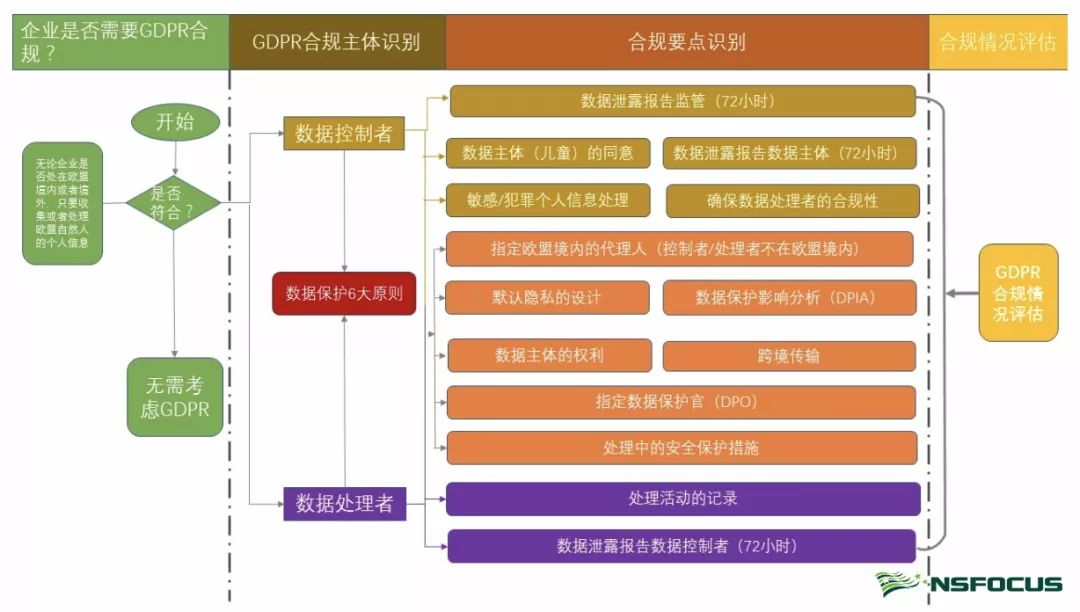 企业是否需要GDPR合
规？
GDPR合规主体识别
合规要点识别
合规情况评估
开始
无论企业是
否处在欧盟
境内或者境
外，只要收
集或者处理
欧盟自然人
的个人信息
是否
符合？
无需考
虑GDPR
数据控制者
数据保护6大原则
数据处理者
数据泄露报告监管（72小时）
数据主体（儿童）的同意
数据泄露报告数据主体（72小时）
敏感/犯罪个人信息处理
确保数据处理者的合规性
指定欧盟境内的代理人（控制者/处理者不在欧盟境内）
默认隐私的设计
数据保护影响分析（DPIA）
数据主体的权利
跨境传输
指定数据保护官（DPO）
处理中的安全保护措施
处理活动的记录
数据泄露报告数据控制者（72小时）
GDPR
合规情
况评估
NSFOCUS